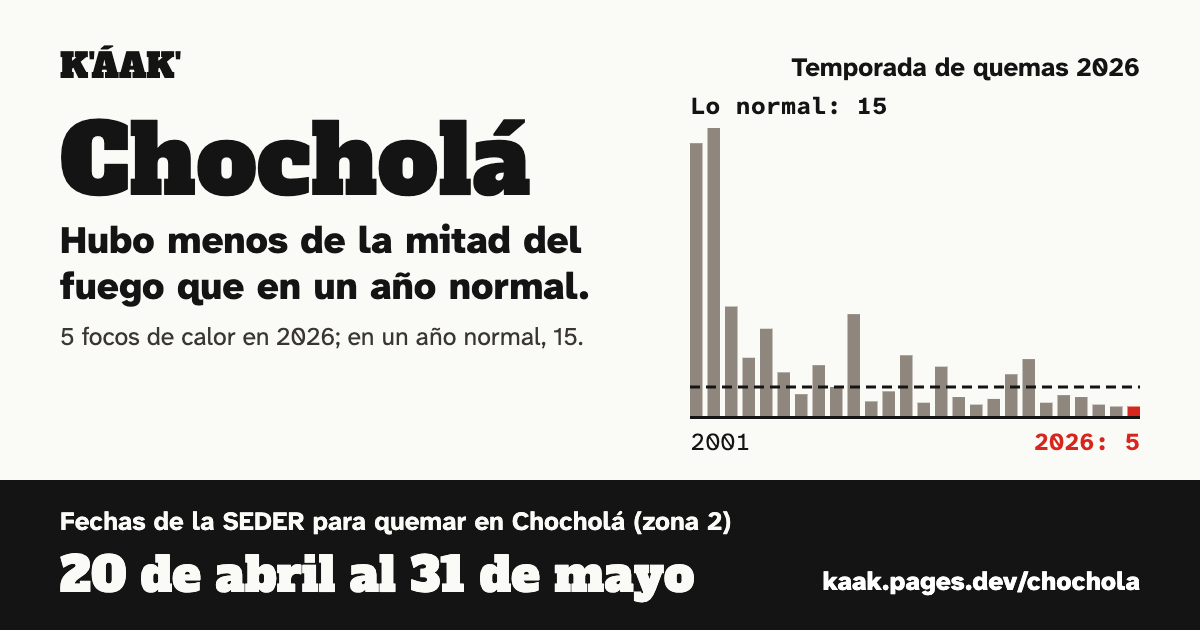 K'ÁAK'
Chocholá
Hubo menos de la mitad del
fuego que en un año normal.
5 focos de calor en 2026; en un año normal, 15.
Temporada de quemas 2026
Lo normal: 15
2001
2026: 5
Fechas de la SEDER para quemar en Chocholá (zona 2)
20 de abril al 31 de mayo
kaak.pages.dev/chochola